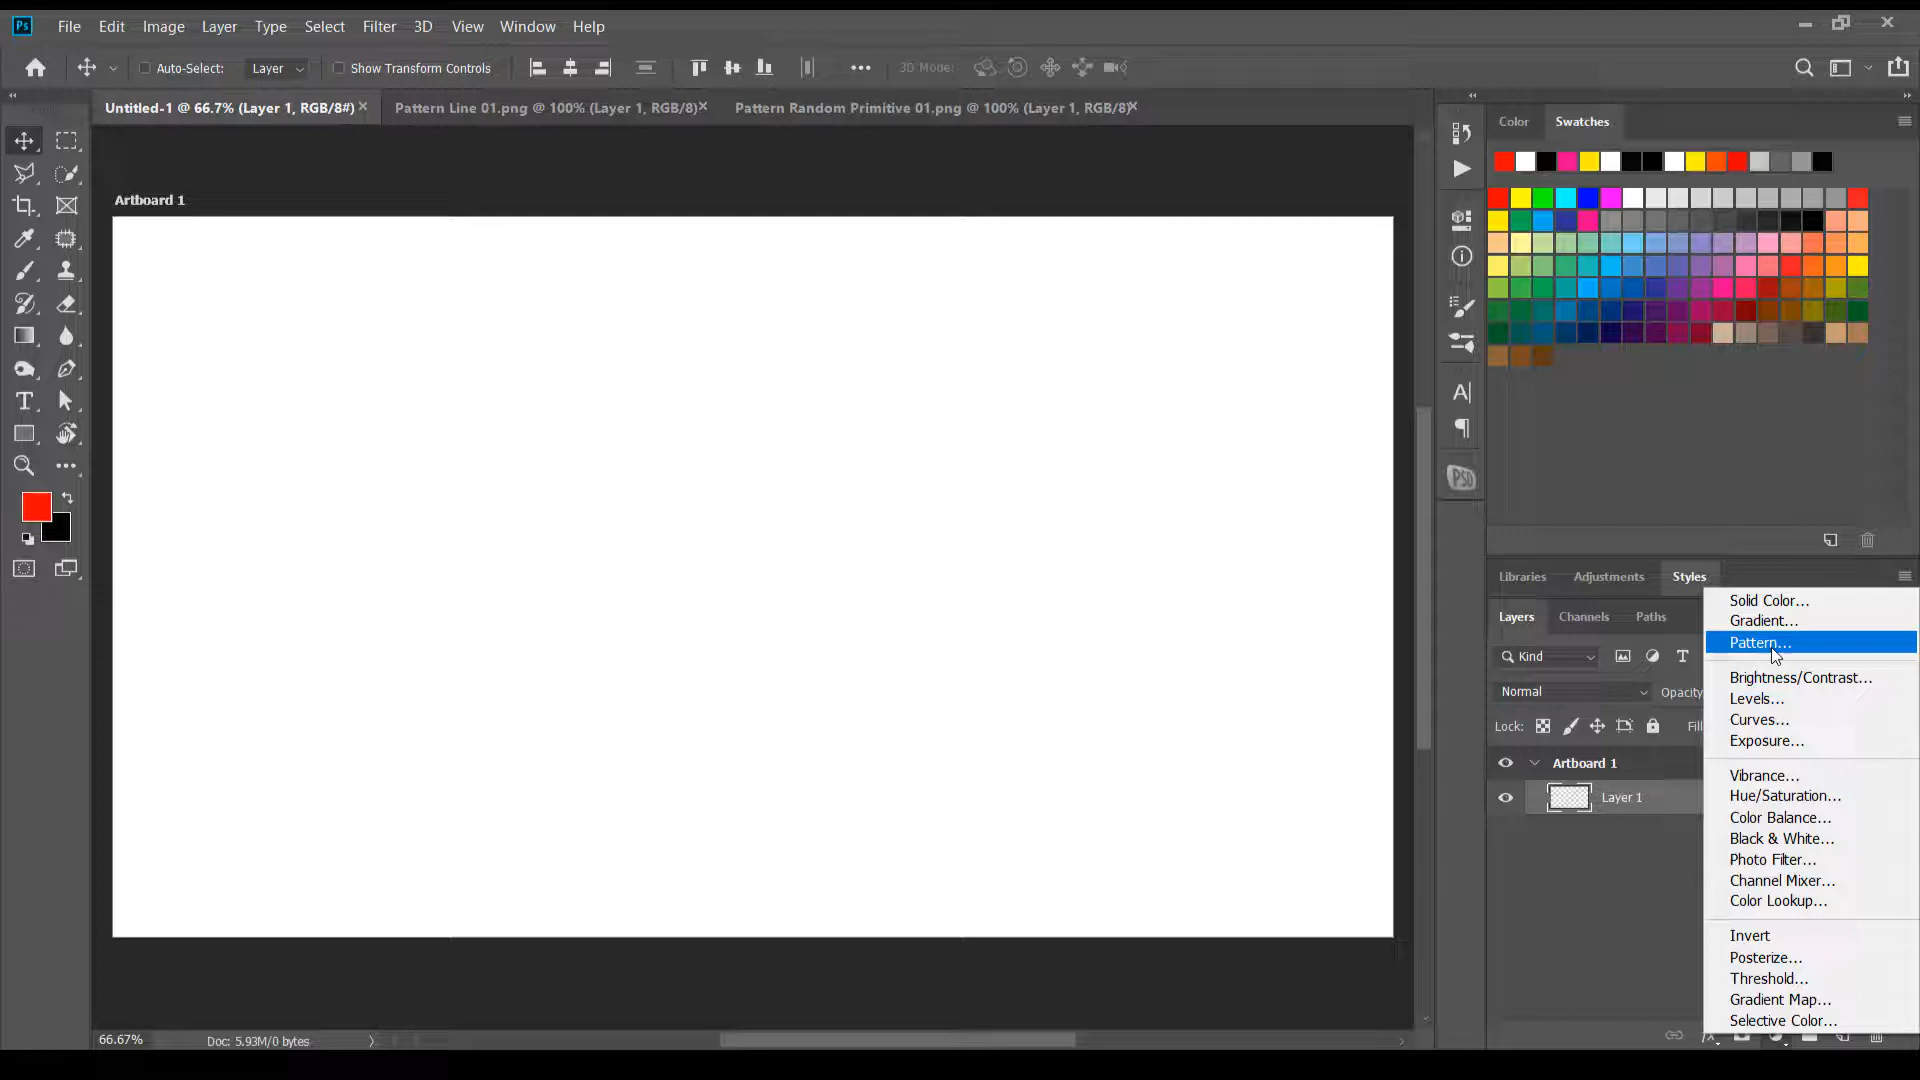 Ps File Edit Image Layer Type Select Filter 3D View Window Help
Auto-Select: Layer Show Transform Controls 3D Mode:
Untitled-1 @ 66.7% (Layer 1, RGB/8#) Pattern Line 01.png @ 100% (Layer 1, RGB/8) Pattern Random Primitive 01.png @ 100% (Layer 1, RGB/8)
Color Swatches
Artboard 1
PSD
Libraries Adjustments Styles
Layers Channels Paths
Kind
Normal Opacity
Lock: Fil
Artboard 1
Layer 1
Solid Color...
Gradient...
Pattern...
Brightness/Contrast...
Levels...
Curves...
Exposure...
Vibrance...
Hue/Saturation...
Color Balance...
Black & White...
Photo Filter...
Channel Mixer...
Color Lookup...
Invert
Posterize...
Threshold...
Gradient Map...
Selective Color...
66.67% Doc: 5.93M/0 bytes